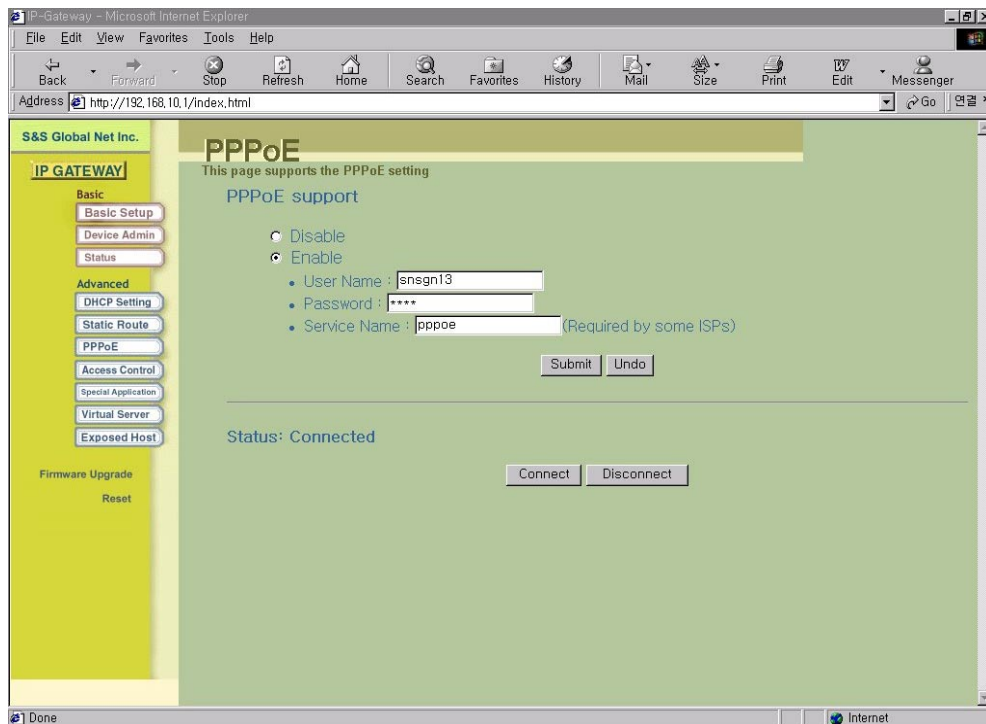 IP-Gateway - Microsoft Internet Explorer
File Edit View Favorites Tools Help
Back Forward Stop Refresh Home Search Favorites History Mail Size Print Edit Messenger
Address http://192,168,10,1/index,html Go 연결
S&S Global Net Inc.
IP GATEWAY
Basic
Basic Setup
Device Admin
Status
Advanced
DHCP Setting
Static Route
PPPoE
Access Control
Special Application
Virtual Server
Exposed Host
Firmware Upgrade
Reset
PPPoE
This page supports the PPPoE setting
PPPoE support
Disable
Enable
• User Name : snsgn13
• Password : ****
• Service Name : pppoe (Required by some ISPs)
Submit Undo
Status: Connected
Connect Disconnect
Done Internet